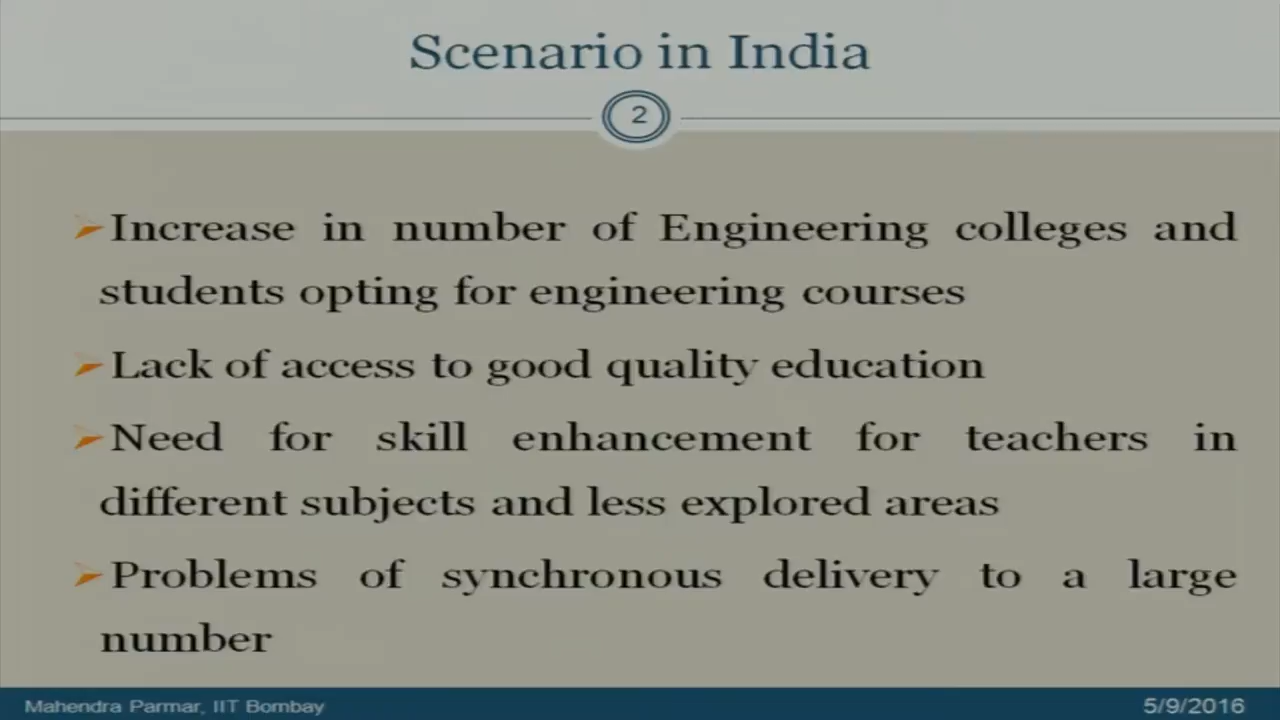 Scenario in India
2
➢Increase in number of Engineering colleges and
students opting for engineering courses
➢Lack of access to good quality education
➢Need for skill enhancement for teachers in
different subjects and less explored areas
➢Problems of synchronous delivery to a large
number
Mahendra Parmar, IIT Bombay 5/9/2016